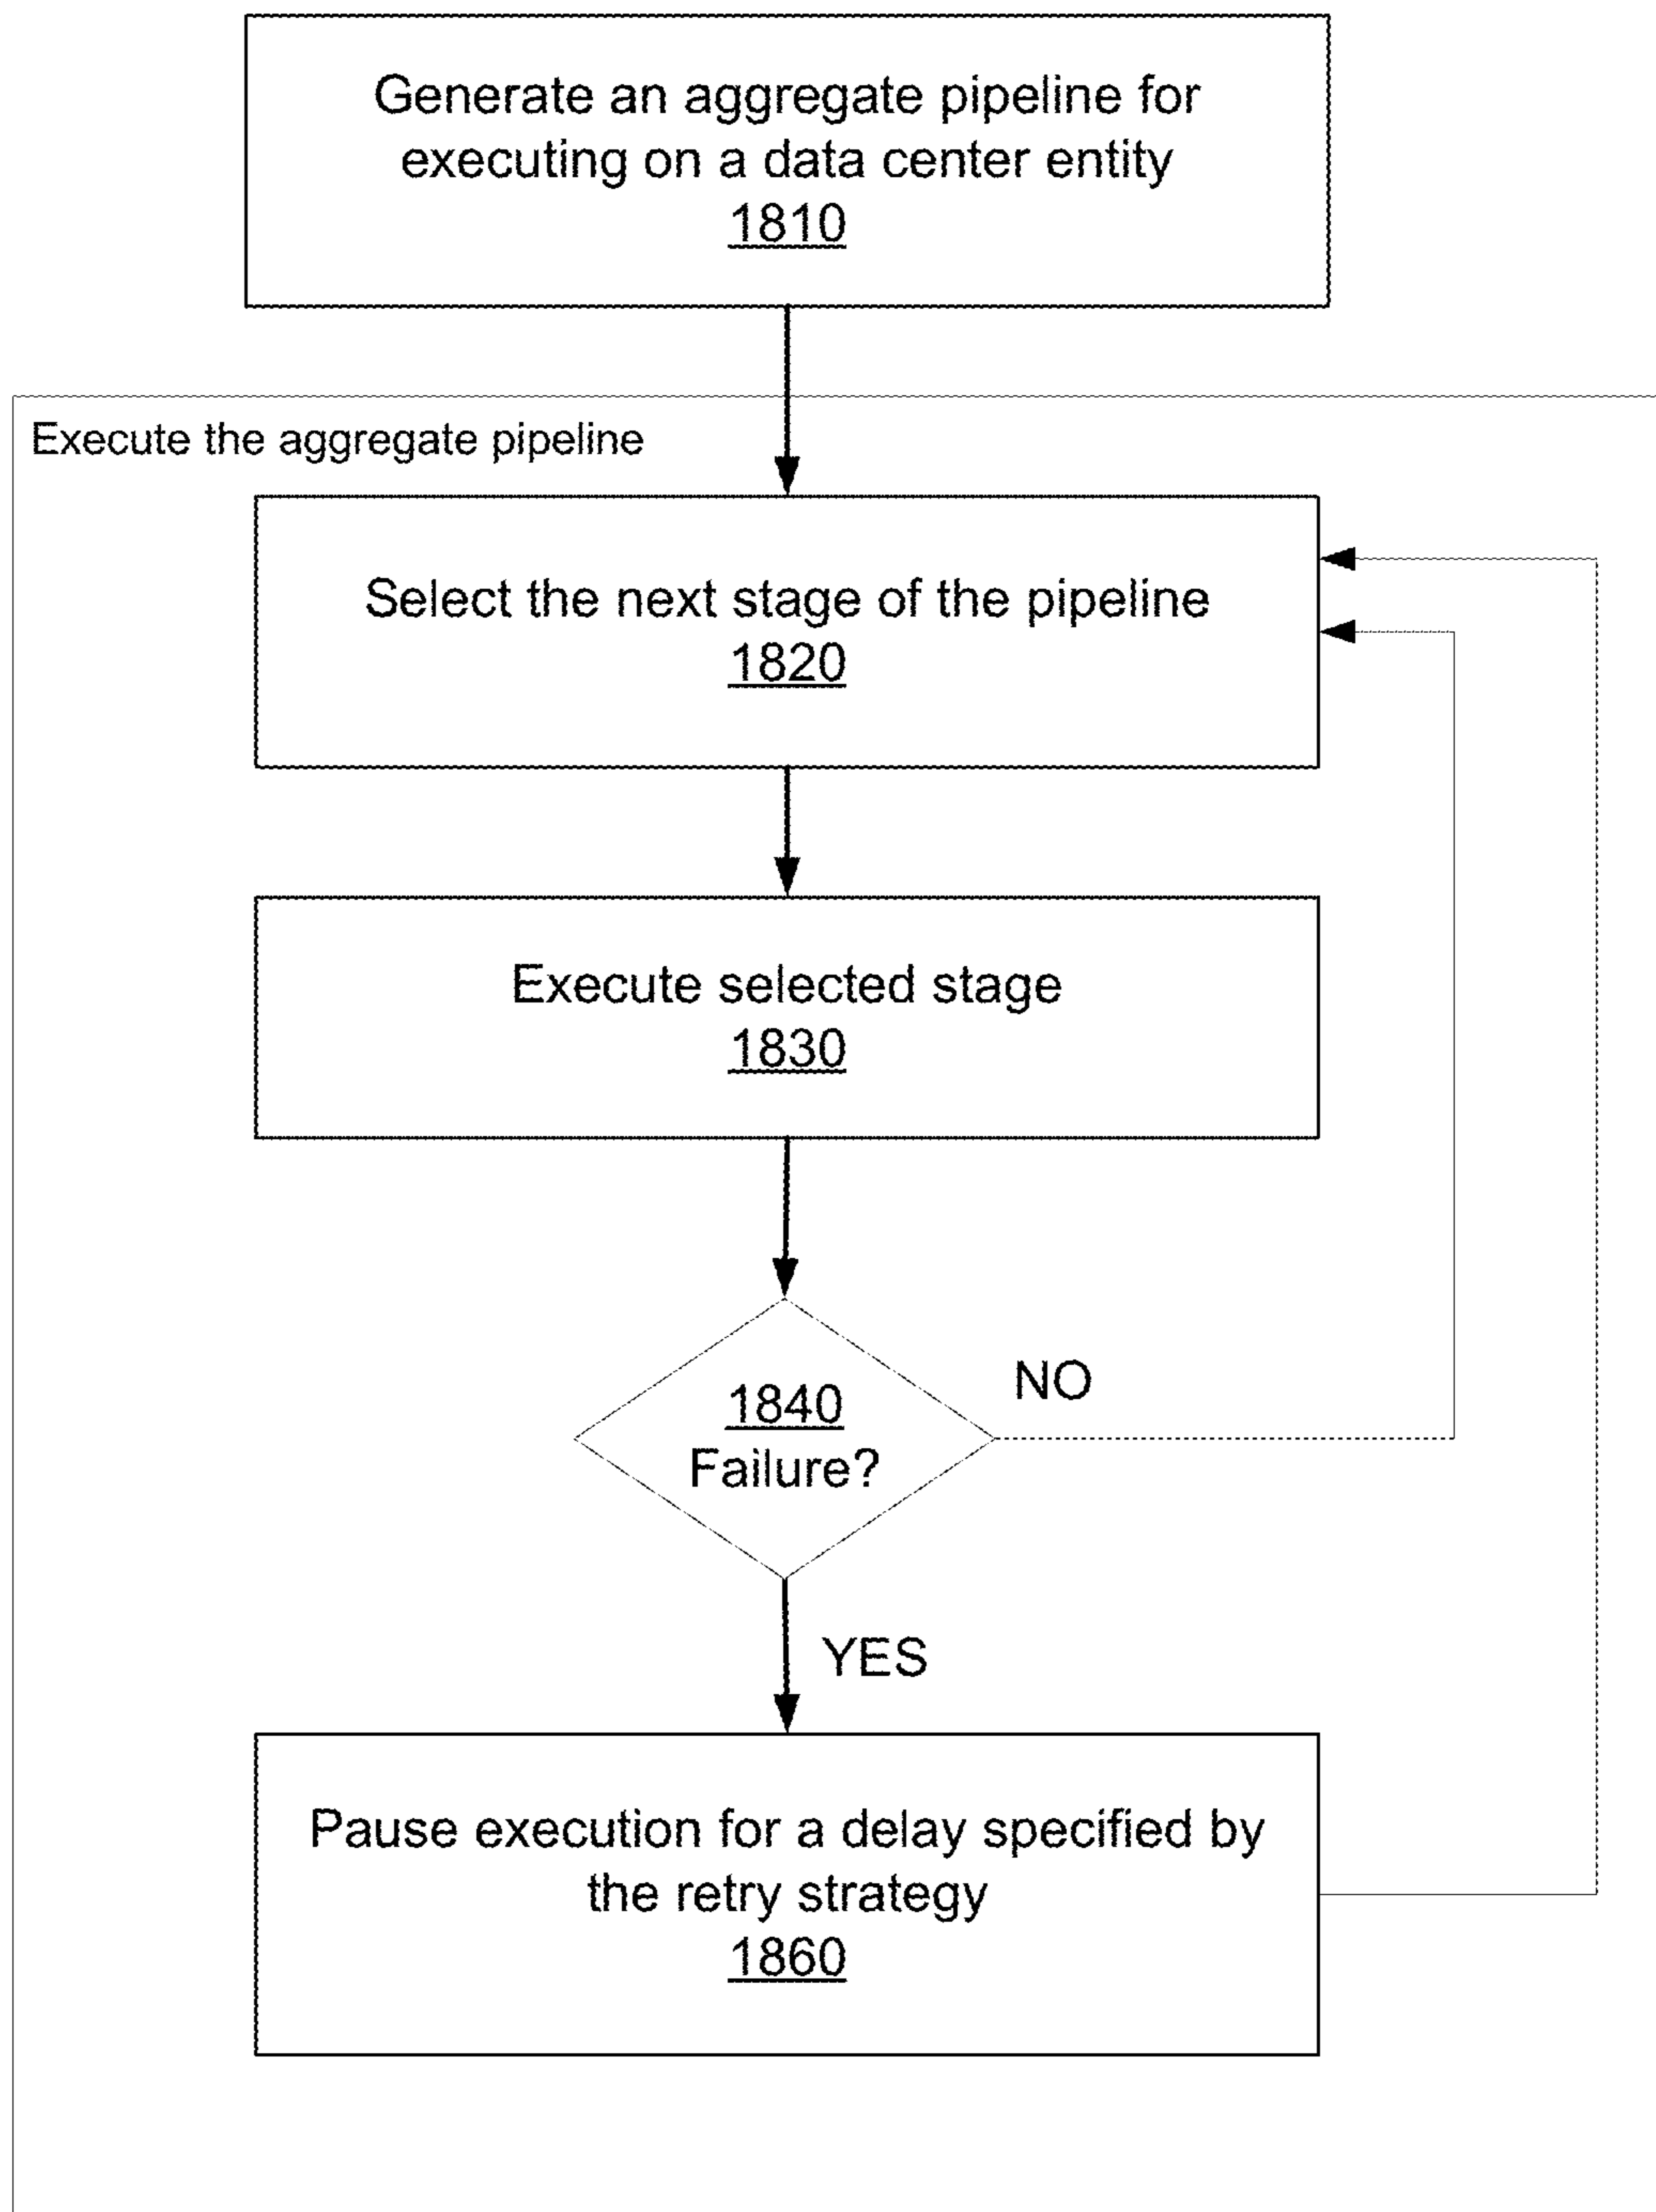 Generate an aggregate pipeline for
executing on a data center entity
1810
Execute the aggregate pipeline
Select the next stage of the pipeline
1820
Execute selected stage
1830
1840
Failure?
NO
YES
Pause execution for a delay specified by
the retry strategy
1860